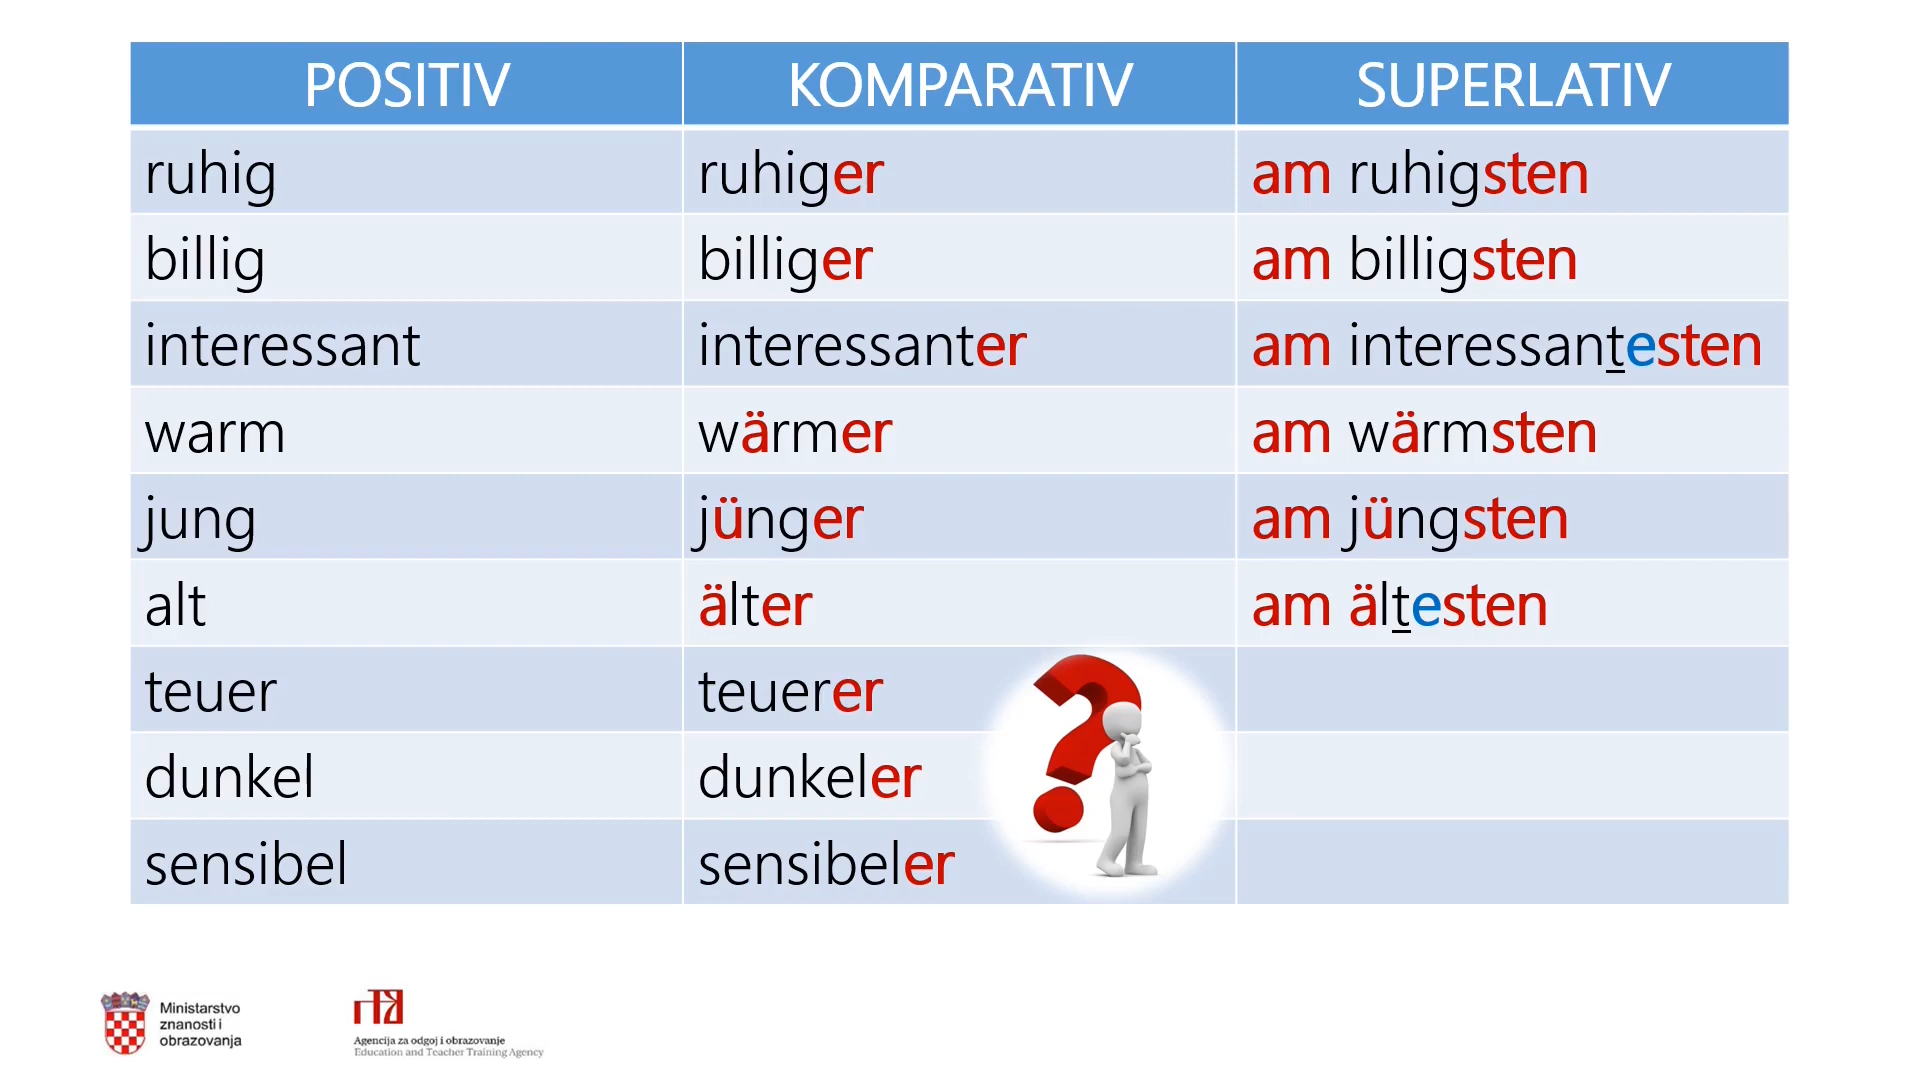 POSITIV KOMPARATIV SUPERLATIV
ruhig ruhiger am ruhigsten
billig billiger am billigsten
interessant interessanter am interessantesten
warm wärmer am wärmsten
jung jünger am jüngsten
alt älter am ältesten
teuer teuerer
dunkel dunkeler
sensibel sensibeler
?
Ministarstvo
znanosti i
obrazovanja
Agencija za odgoj i obrazovanje
Education and Teacher Training Agency